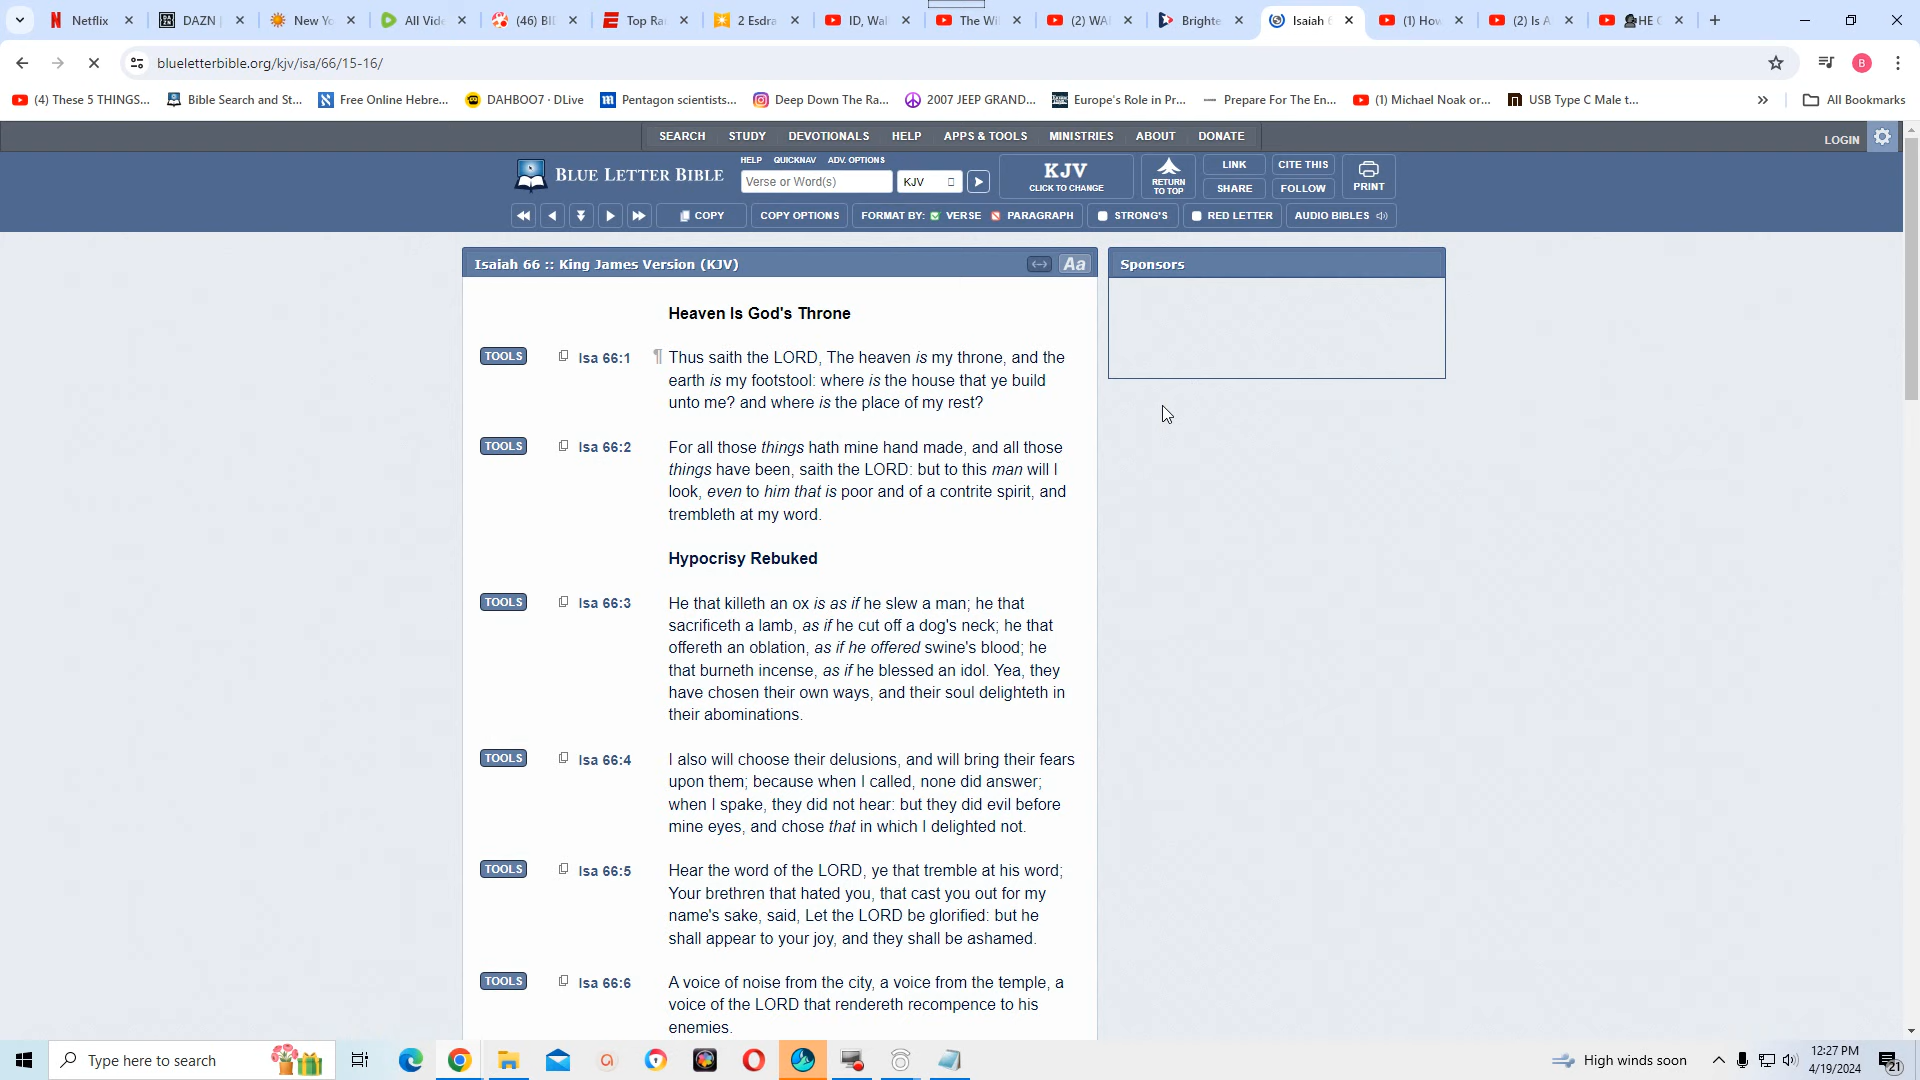 Netflix
DAZN
New Yo
All Vide
(46) BI
Top Ra
2 Esdra
ID, Wal
The Wi
(2) WA
Brighte
Isaiah 6
(1) How
(2) Is A
HE
blueletterbible.org/kjv/isa/66/15-16/
B
(4) These 5 THINGS...
Bible Search and St...
Free Online Hebre...
DAHBOO7 · DLive
Pentagon scientists...
Deep Down The Ra...
2007 JEEP GRAND...
Europe's Role in Pr...
Prepare For The En...
(1) Michael Noak or...
USB Type C Male t...
All Bookmarks
SEARCH STUDY DEVOTIONALS HELP APPS & TOOLS MINISTRIES ABOUT DONATE
LOGIN
BLUE LETTER BIBLE
HELP QUICKNAV ADV. OPTIONS
Verse or Word(s)
KJV
KJV
CLICK TO CHANGE
RETURN
TO TOP
LINK
CITE THIS
SHARE
FOLLOW
PRINT
COPY
COPY OPTIONS
FORMAT BY: VERSE PARAGRAPH
STRONG'S
RED LETTER
AUDIO BIBLES
Isaiah 66 :: King James Version (KJV)
Aa
Sponsors
Heaven Is God's Throne
TOOLS Isa 66:1 ¶ Thus saith the LORD, The heaven is my throne, and the
earth is my footstool: where is the house that ye build
unto me? and where is the place of my rest?
TOOLS Isa 66:2 For all those things hath mine hand made, and all those
things have been, saith the LORD: but to this man will I
look, even to him that is poor and of a contrite spirit, and
trembleth at my word.
Hypocrisy Rebuked
TOOLS Isa 66:3 He that killeth an ox is as if he slew a man; he that
sacrificeth a lamb, as if he cut off a dog's neck; he that
offereth an oblation, as if he offered swine's blood; he
that burneth incense, as if he blessed an idol. Yea, they
have chosen their own ways, and their soul delighteth in
their abominations.
TOOLS Isa 66:4 I also will choose their delusions, and will bring their fears
upon them; because when I called, none did answer;
when I spake, they did not hear: but they did evil before
mine eyes, and chose that in which I delighted not.
TOOLS Isa 66:5 Hear the word of the LORD, ye that tremble at his word;
Your brethren that hated you, that cast you out for my
name's sake, said, Let the LORD be glorified: but he
shall appear to your joy, and they shall be ashamed.
TOOLS Isa 66:6 A voice of noise from the city, a voice from the temple, a
voice of the LORD that rendereth recompence to his
enemies.
Type here to search
High winds soon
12:27 PM
4/19/2024
21